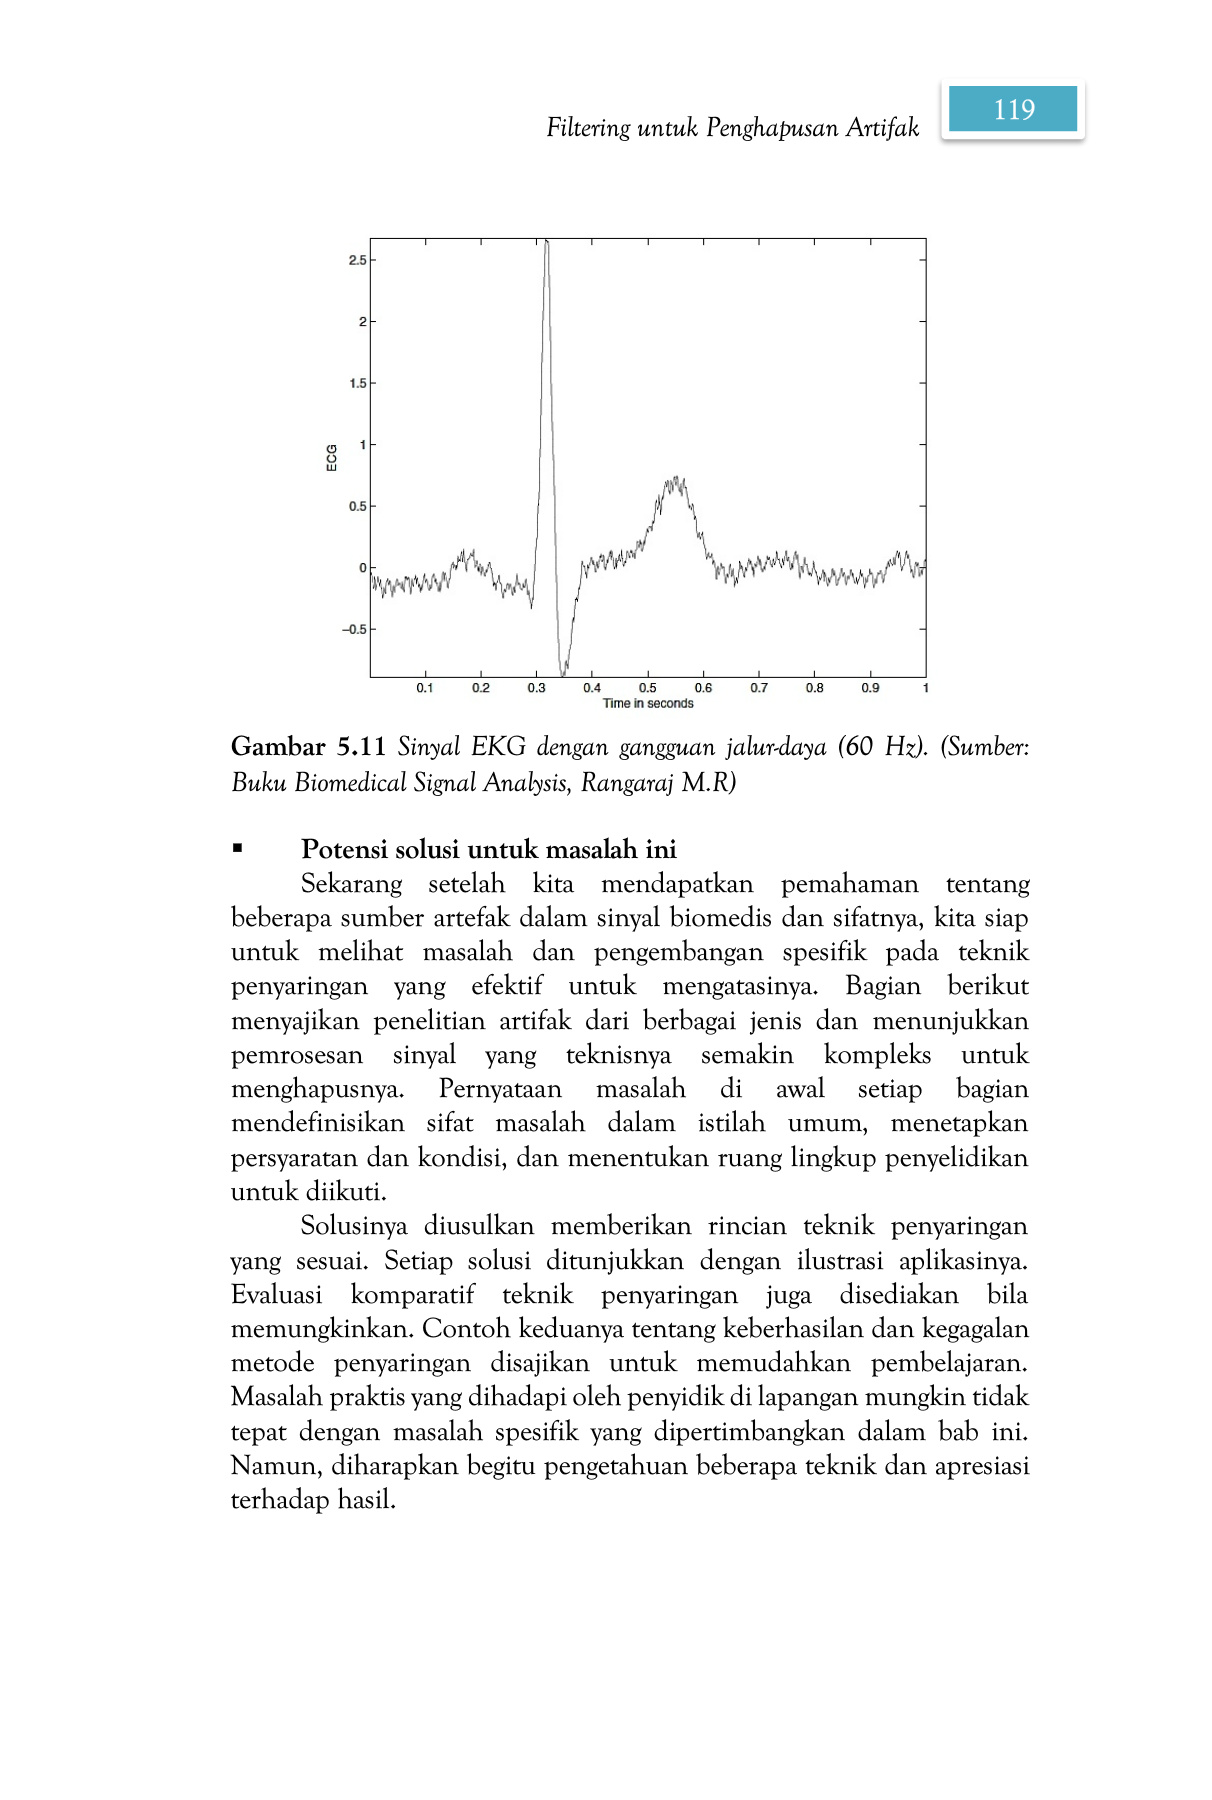 Filtering untuk Penghapusan Artifak
119
2.5
2
1.5
1
0.5
0
−0.5
ECG
0.1 0.2 0.3 0.4 0.5 0.6 0.7 0.8 0.9 1
Time in seconds
Gambar 5.11 Sinyal EKG dengan gangguan jalur-daya (60 Hz). (Sumber:
Buku Biomedical Signal Analysis, Rangaraj M.R)
▪ Potensi solusi untuk masalah ini
Sekarang setelah kita mendapatkan pemahaman tentang
beberapa sumber artefak dalam sinyal biomedis dan sifatnya, kita siap
untuk melihat masalah dan pengembangan spesifik pada teknik
penyaringan yang efektif untuk mengatasinya. Bagian berikut
menyajikan penelitian artifak dari berbagai jenis dan menunjukkan
pemrosesan sinyal yang teknisnya semakin kompleks untuk
menghapusnya. Pernyataan masalah di awal setiap bagian
mendefinisikan sifat masalah dalam istilah umum, menetapkan
persyaratan dan kondisi, dan menentukan ruang lingkup penyelidikan
untuk diikuti.
Solusinya diusulkan memberikan rincian teknik penyaringan
yang sesuai. Setiap solusi ditunjukkan dengan ilustrasi aplikasinya.
Evaluasi komparatif teknik penyaringan juga disediakan bila
memungkinkan. Contoh keduanya tentang keberhasilan dan kegagalan
metode penyaringan disajikan untuk memudahkan pembelajaran.
Masalah praktis yang dihadapi oleh penyidik di lapangan mungkin tidak
tepat dengan masalah spesifik yang dipertimbangkan dalam bab ini.
Namun, diharapkan begitu pengetahuan beberapa teknik dan apresiasi
terhadap hasil.